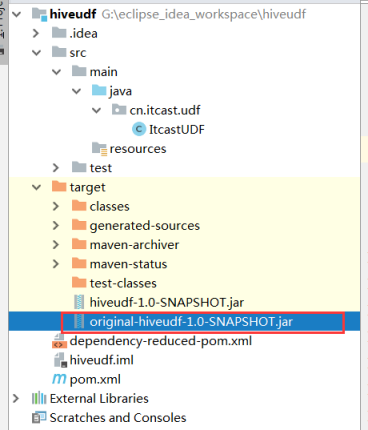 hiveudf G:\eclipse_idea_workspace\hiveudf
.idea
src
main
java
cn.itcast.udf
ItcastUDF
resources
test
target
classes
generated-sources
maven-archiver
maven-status
test-classes
hiveudf-1.0-SNAPSHOT.jar
original-hiveudf-1.0-SNAPSHOT.jar
dependency-reduced-pom.xml
hiveudf.iml
pom.xml
External Libraries
Scratches and Consoles